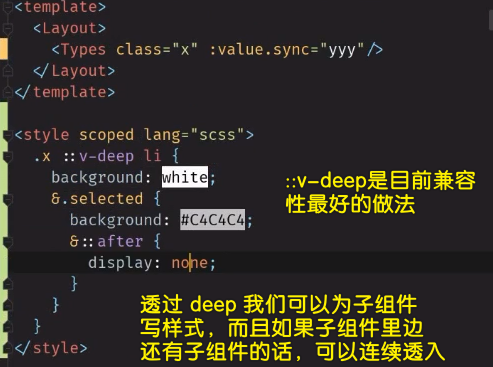 <template>
<Layout>
<Types class="x" :value.sync="yyy"/>
</Layout>
</template>
<style scoped lang="scss">
.x ::v-deep li {
background: white;
&.selected {
background: #C4C4C4;
&::after {
display: none;
}
}
}
</style>
::v-deep是目前兼容
性最好的做法
透过 deep 我们可以为子组件
写样式，而且如果子组件里边
还有子组件的话，可以连续透入